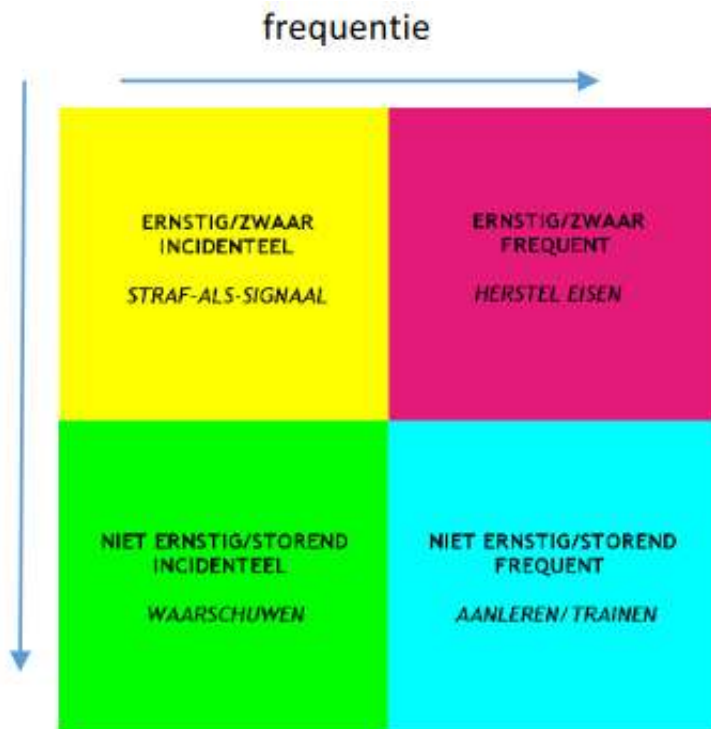 frequentie
ERNSTIG/ZWAAR
INCIDENTEEL
STRAF-ALS-SIGNAAL
ERNSTIG/ZWAAR
FREQUENT
HERSTEL EISEN
NIET ERNSTIG/STOREND
INCIDENTEEL
WAARSCHUWEN
NIET ERNSTIG/STOREND
FREQUENT
AANLEREN/TRAINEN